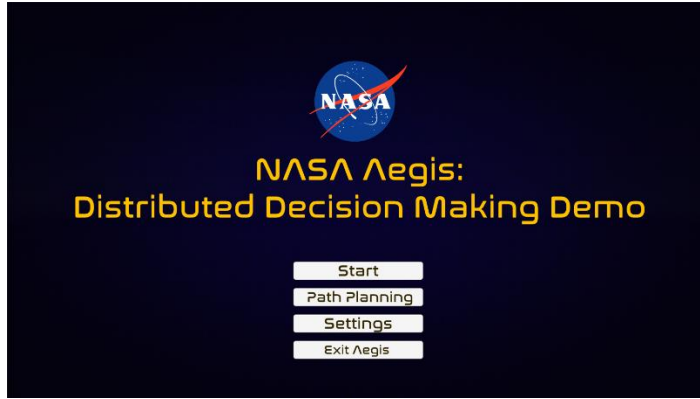 NASA
NASA Aegis:
Distributed Decision Making Demo
Start
Path Planning
Settings
Exit Aegis